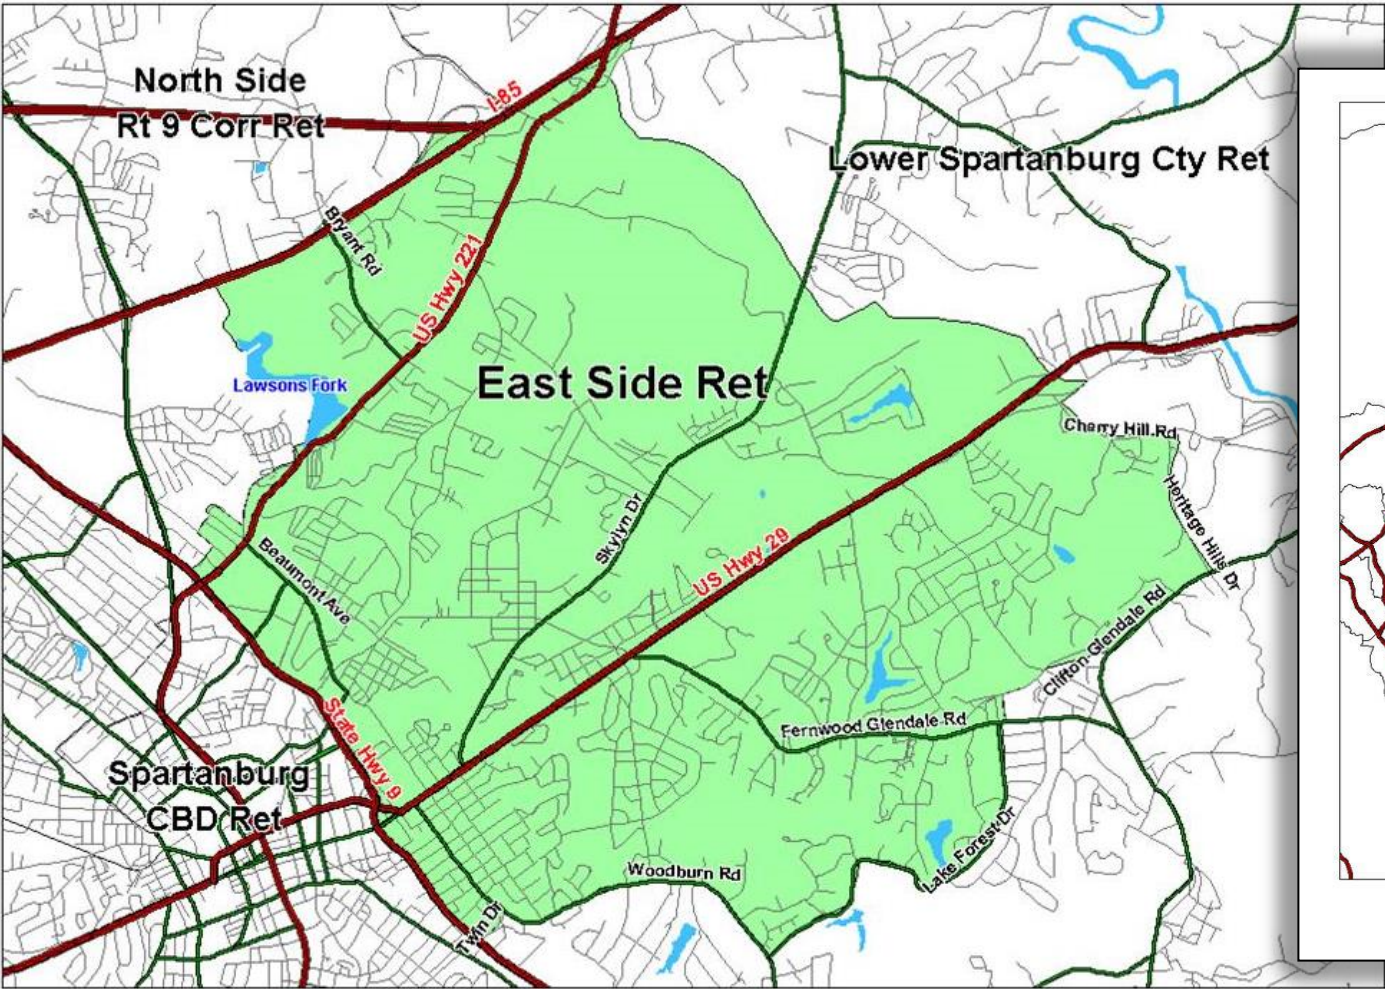 North Side
Rt 9 Corr Ret
I-85
Lower Spartanburg Cty Ret
Bryant Rd
US Hwy 221
Lawsons Fork
East Side Ret
Cherry Hill Rd
Heritage Hills Dr
Skylyn Dr
US Hwy 29
Beaumont Ave
Clifton-Glendale Rd
State Hwy 9
Fernwood Glendale Rd
Spartanburg
CBD Ret
Lake Forest Dr
Woodburn Rd
Twin Dr